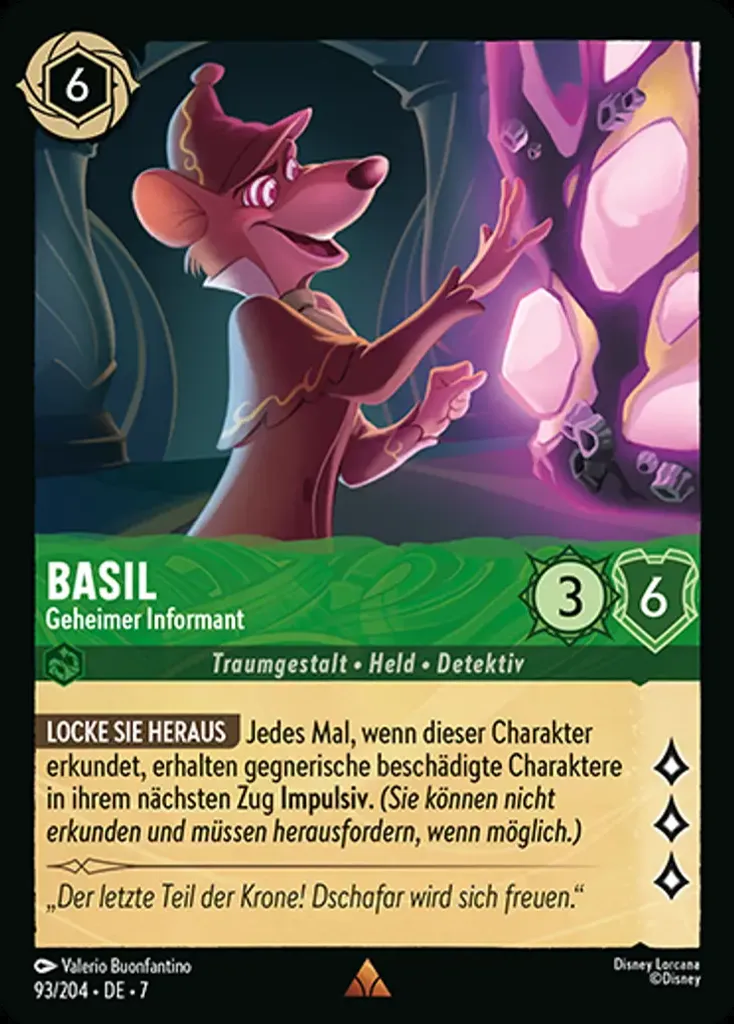 6
BASIL
Geheimer Informant
3
6
Traumgestalt • Held • Detektiv
LOCKE SIE HERAUS Jedes Mal, wenn dieser Charakter
erkundet, erhalten gegnerische beschädigte Charaktere
in ihrem nächsten Zug Impulsiv. (Sie können nicht
erkunden und müssen herausfordern, wenn möglich.)
„Der letzte Teil der Krone! Dschafar wird sich freuen.“
Valerio Buonfantino
93/204 • DE • 7
Disney Lorcana
©Disney